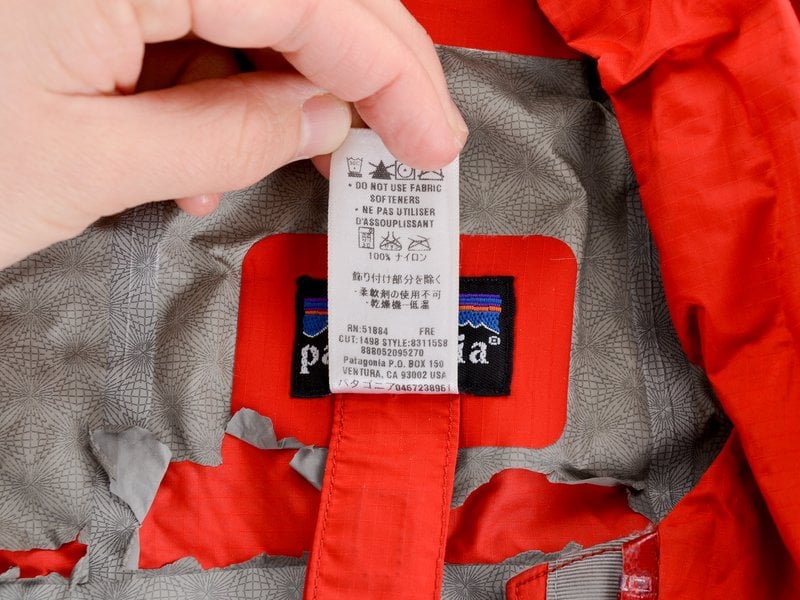 • DO NOT USE FABRIC
SOFTENERS
• NE PAS UTILISER
D'ASSOUPLISSANT
100% ナイロン
飾り付け部分を除く
・柔軟剤の使用不可
・乾燥機ー低温
RN:51884 FRE
CUT:1498 STYLE:83115S8
888052095270
Patagonia P.O. BOX 150
VENTURA, CA 93002 USA
パタゴニア0467238961
pa ia®